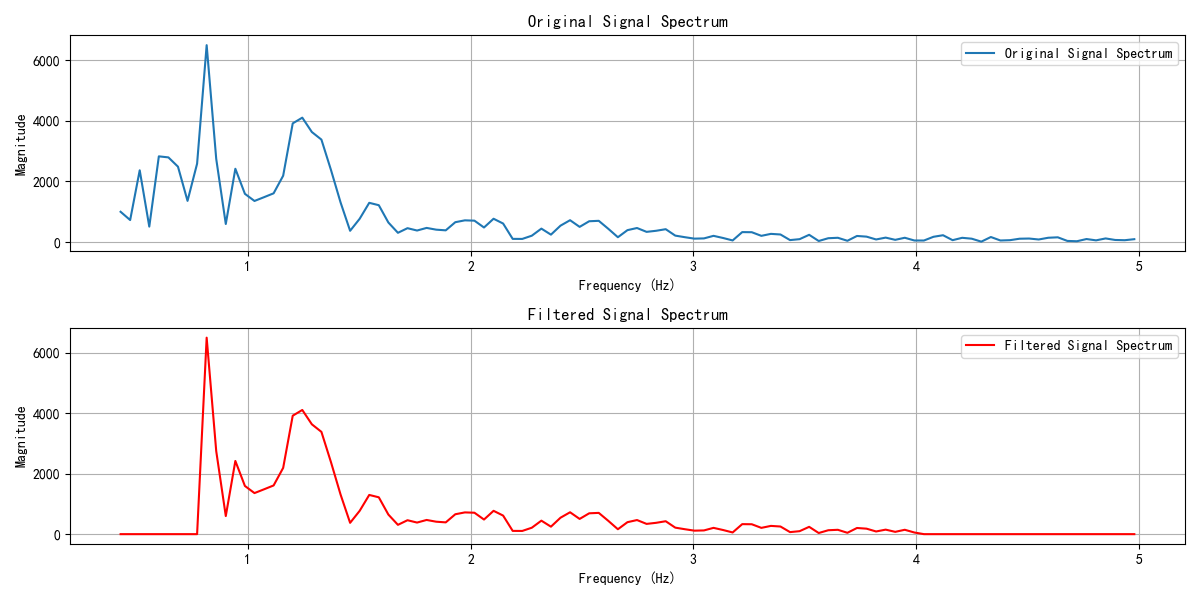 Original Signal Spectrum
Original Signal Spectrum
6000
4000
2000
0
Magnitude
1 2 3 4 5
Frequency (Hz)
Filtered Signal Spectrum
Filtered Signal Spectrum
6000
4000
2000
0
Magnitude
1 2 3 4 5
Frequency (Hz)